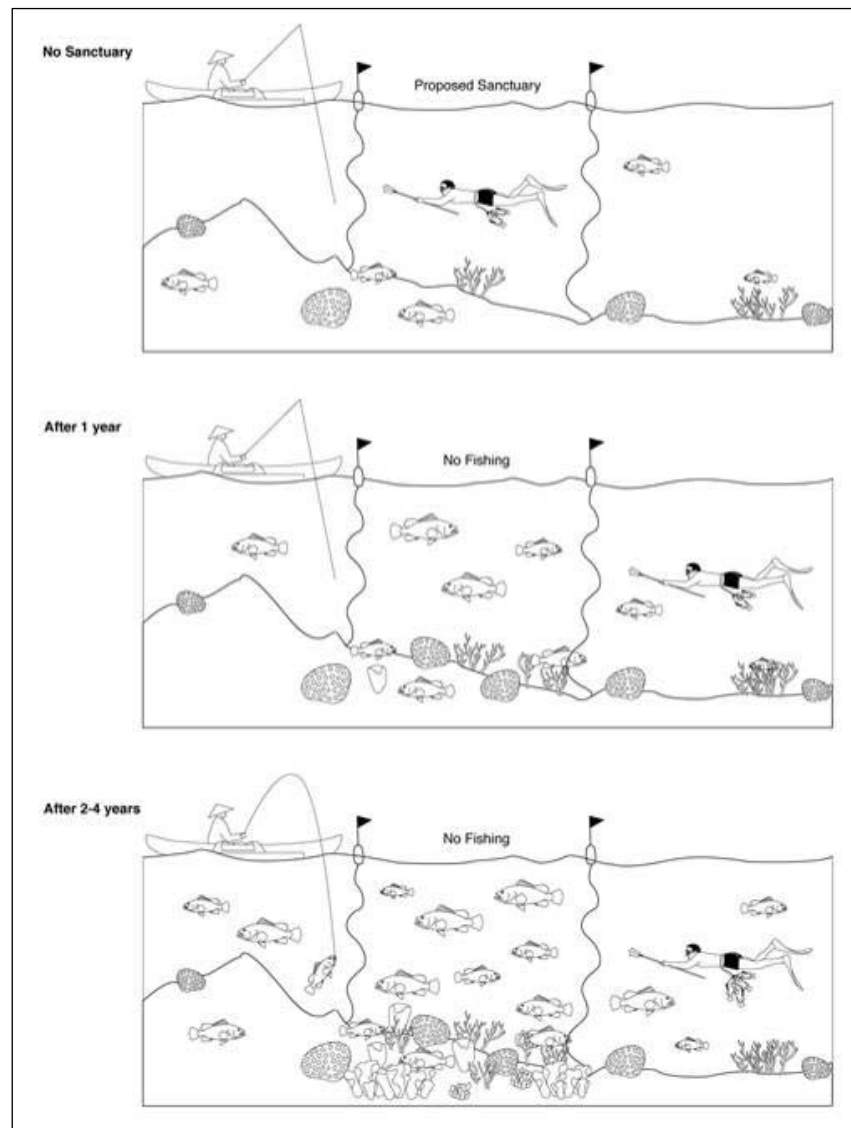 No Sanctuary
Proposed Sanctuary
After 1 year
No Fishing
After 2-4 years
No Fishing